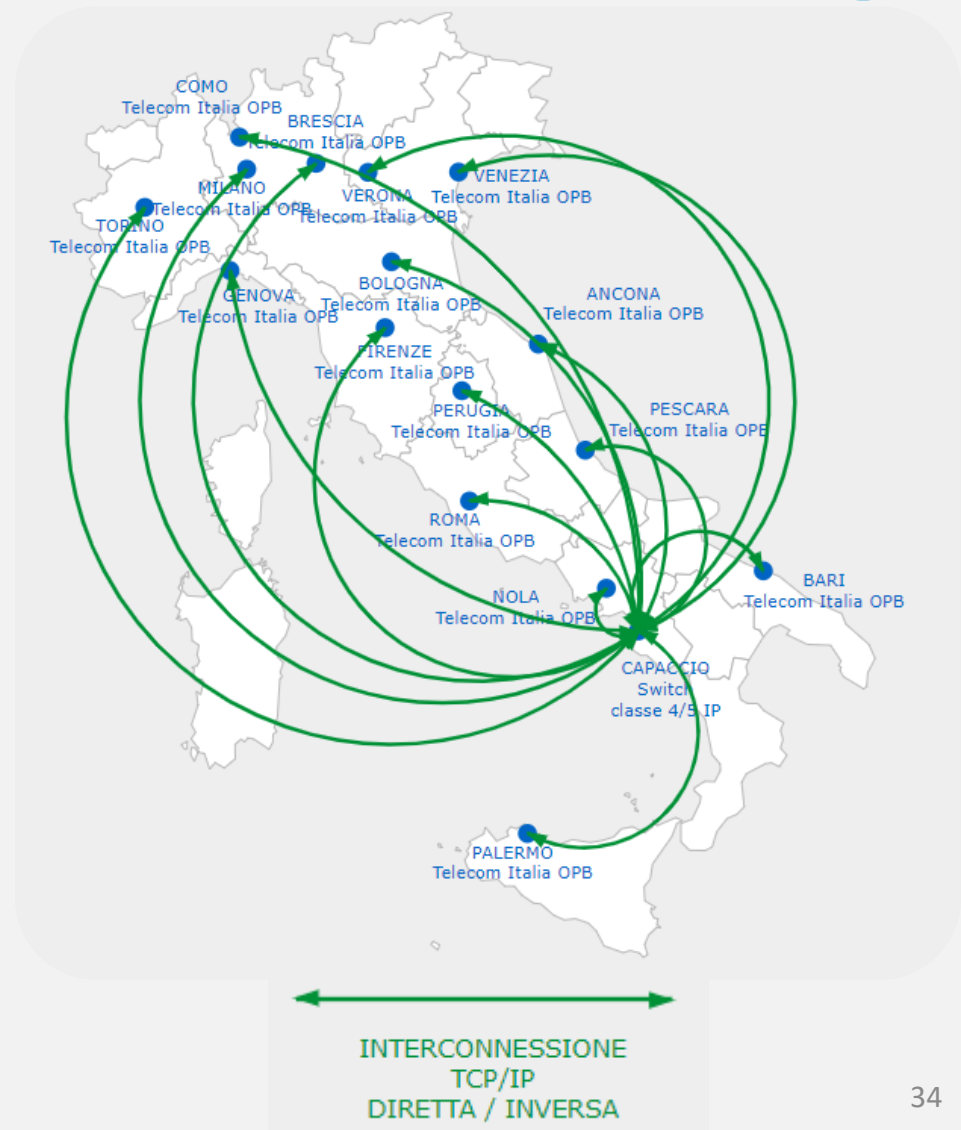 COMO
Telecom Italia OPB
BRESCIA
Telecom Italia OPB
MILANO
Telecom Italia OPB
VERONA
Telecom Italia OPB
VENEZIA
Telecom Italia OPB
TORINO
Telecom Italia OPB
GENOVA
Telecom Italia OPB
BOLOGNA
Telecom Italia OPB
ANCONA
Telecom Italia OPB
FIRENZE
Telecom Italia OPB
PERUGIA
Telecom Italia OPB
PESCARA
Telecom Italia OPB
ROMA
Telecom Italia OPB
NOLA
Telecom Italia OPB
BARI
Telecom Italia OPB
CAPACCIO
Switch
classe 4/5 IP
PALERMO
Telecom Italia OPB
INTERCONNESSIONE
TCP/IP
DIRETTA / INVERSA
34